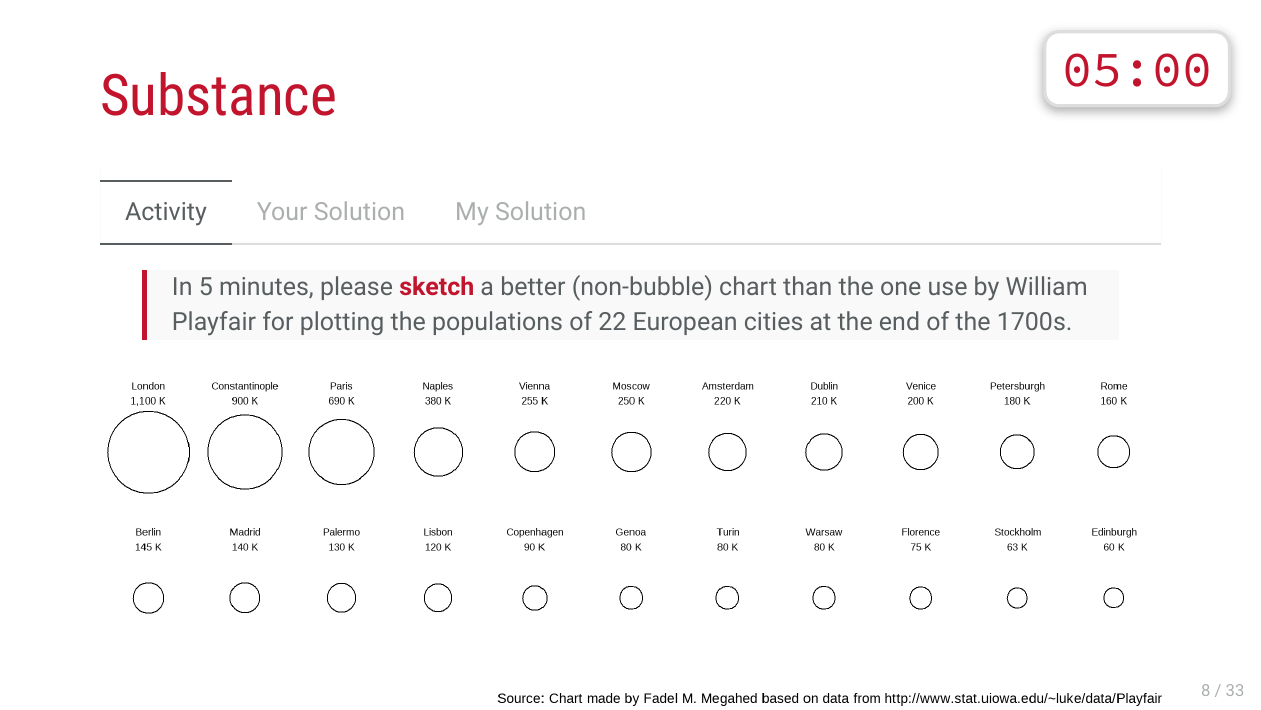 Substance
05:00
Activity
Your Solution
My Solution
In 5 minutes, please sketch a better (non-bubble) chart than the one use by William
Playfair for plotting the populations of 22 European cities at the end of the 1700s.
London Constantinople Paris Naples Vienna Moscow Amsterdam Dublin Venice Petersburgh Rome
1,100 K 900 K 690 K 380 K 255 K 250 K 220 K 210 K 200 K 180 K 160 K
Berlin Madrid Palermo Lisbon Copenhagen Genoa Turin Warsaw Florence Stockholm Edinburgh
145 K 140 K 130 K 120 K 90 K 80 K 80 K 80 K 75 K 63 K 60 K
Source: Chart made by Fadel M. Megahed based on data from http://www.stat.uiowa.edu/~luke/data/Playfair
8 / 33